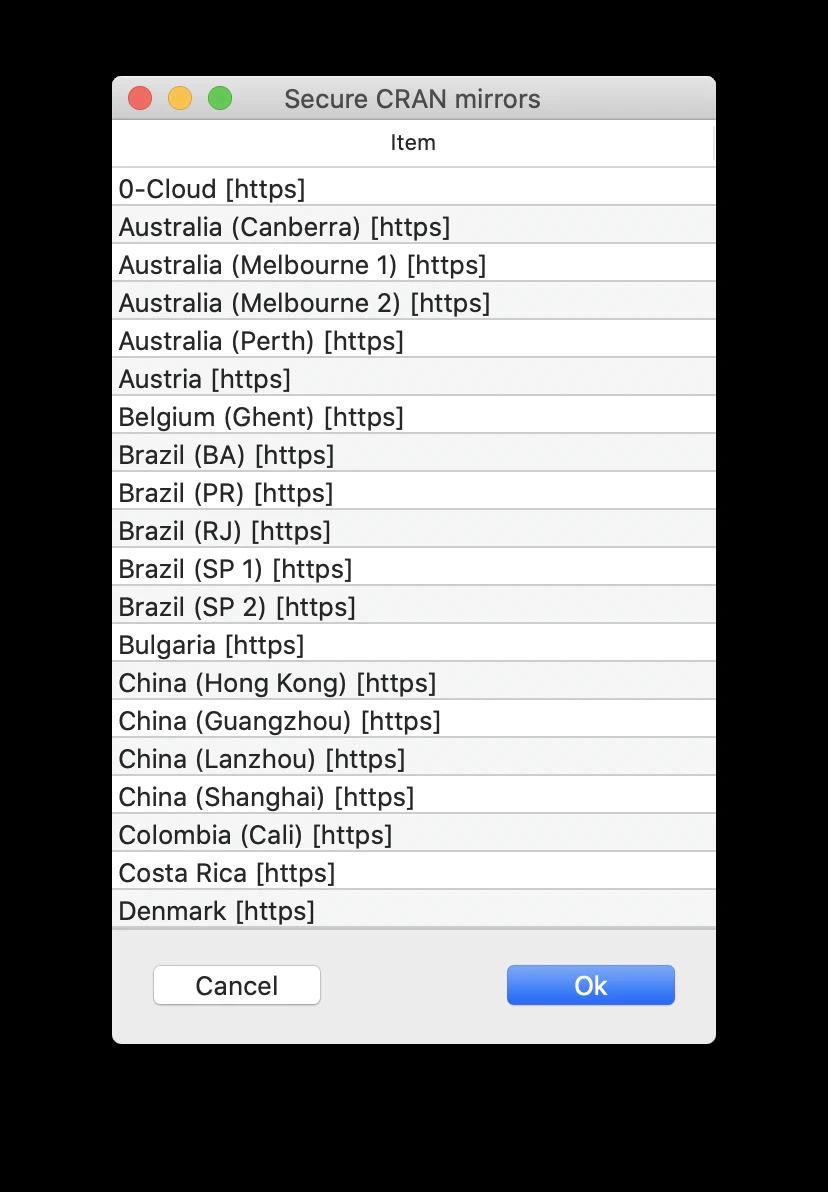 Secure CRAN mirrors
Item
0-Cloud [https]
Australia (Canberra) [https]
Australia (Melbourne 1) [https]
Australia (Melbourne 2) [https]
Australia (Perth) [https]
Austria [https]
Belgium (Ghent) [https]
Brazil (BA) [https]
Brazil (PR) [https]
Brazil (RJ) [https]
Brazil (SP 1) [https]
Brazil (SP 2) [https]
Bulgaria [https]
China (Hong Kong) [https]
China (Guangzhou) [https]
China (Lanzhou) [https]
China (Shanghai) [https]
Colombia (Cali) [https]
Costa Rica [https]
Denmark [https]
Cancel
Ok